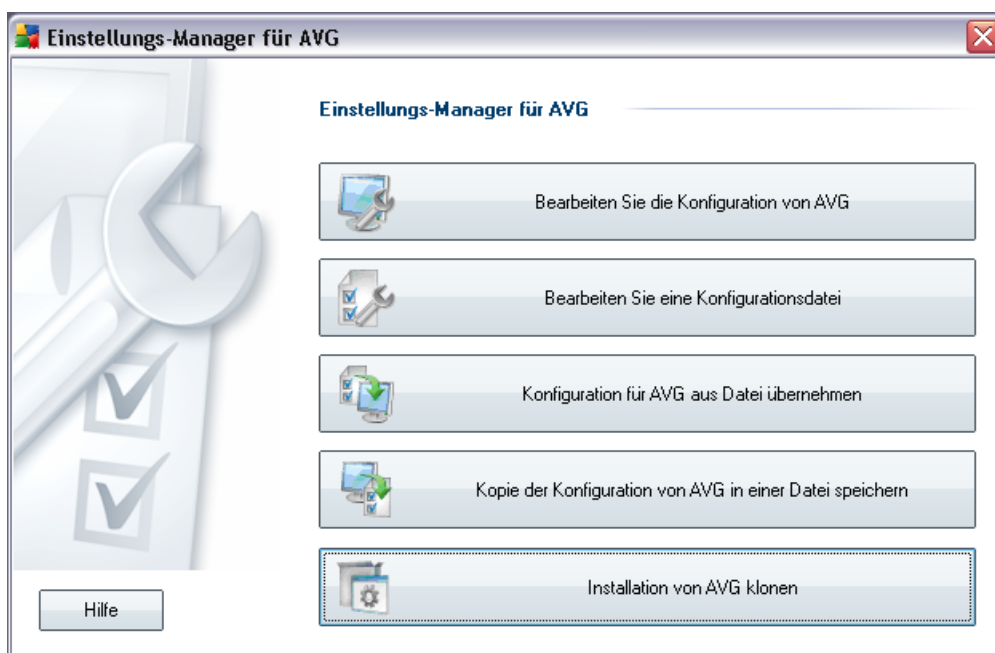 Einstellungs-Manager für AVG
Einstellungs-Manager für AVG
Bearbeiten Sie die Konfiguration von AVG
Bearbeiten Sie eine Konfigurationsdatei
Konfiguration für AVG aus Datei übernehmen
Kopie der Konfiguration von AVG in einer Datei speichern
Installation von AVG klonen
Hilfe